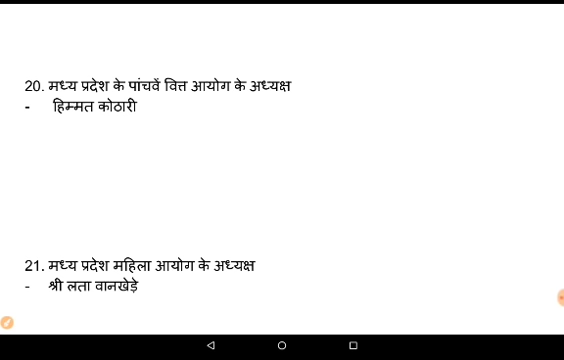 20. मध्य प्रदेश के पांचवें वित्त आयोग के अध्यक्ष
- हिम्मत कोठारी
21. मध्य प्रदेश महिला आयोग के अध्यक्ष
- श्री लता वानखेड़े